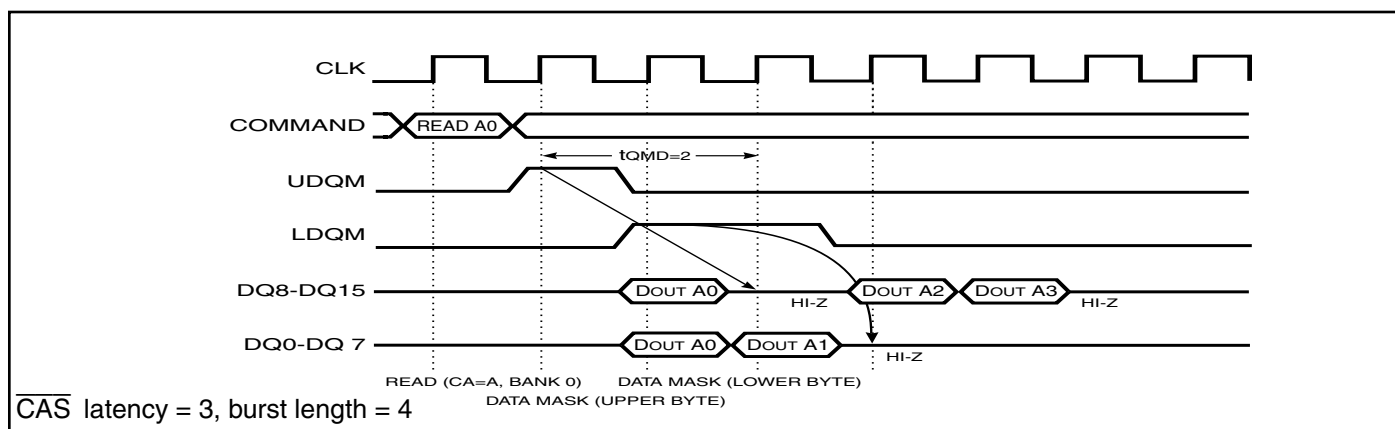 CLK
COMMAND
READ A0
tQMD=2
UDQM
LDQM
DQ8-DQ15
DOUT A0
HI-Z
DOUT A2
DOUT A3
HI-Z
DQ0-DQ 7
DOUT A0
DOUT A1
HI-Z
READ (CA=A, BANK 0)
DATA MASK (LOWER BYTE)
DATA MASK (UPPER BYTE)
CAS latency = 3, burst length = 4